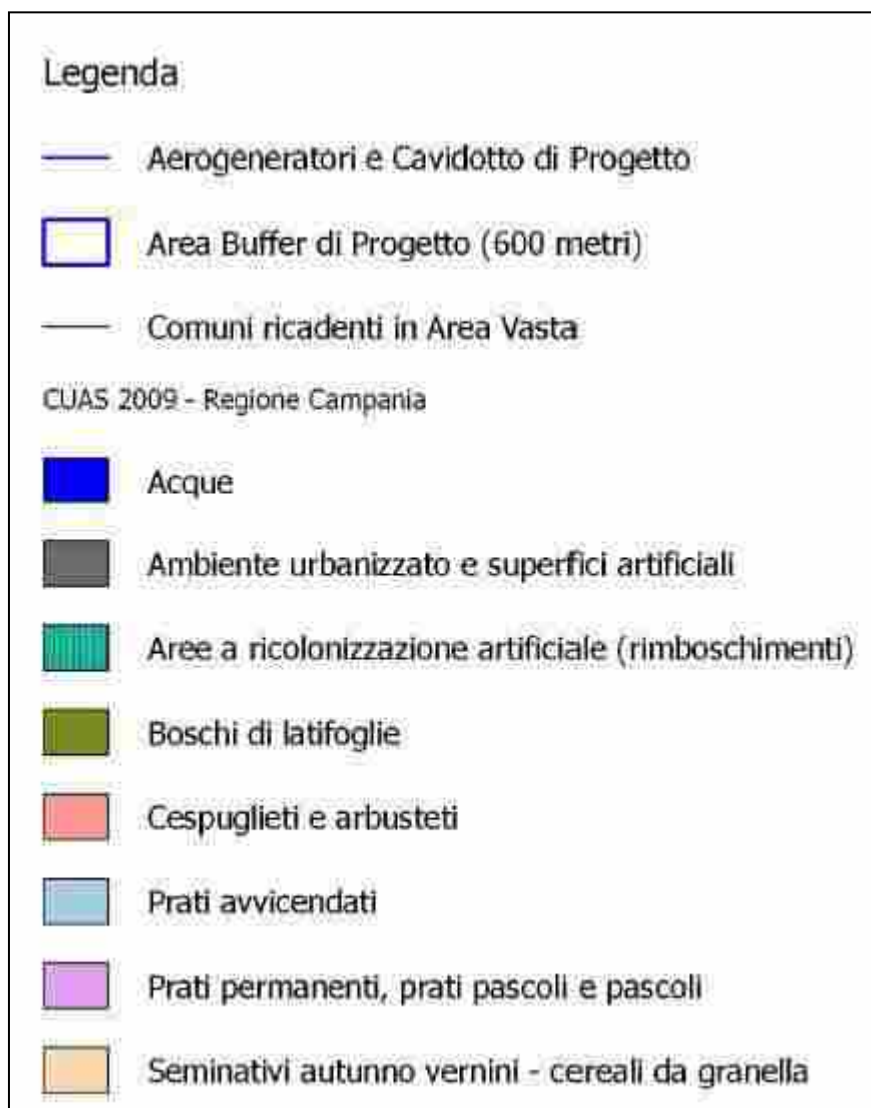 Legenda
Aerogeneratori e Cavidotto di Progetto
Area Buffer di Progetto (600 metri)
Comuni ricadenti in Area Vasta
CUAS 2009 - Regione Campania
Acque
Ambiente urbanizzato e superfici artificiali
Aree a ricolonizzazione artificiale (rimboschimenti)
Boschi di latifoglie
Cespuglieti e arbusteti
Prati avvicendati
Prati permanenti, prati pascoli e pascoli
Seminativi autunno vernini - cereali da granella